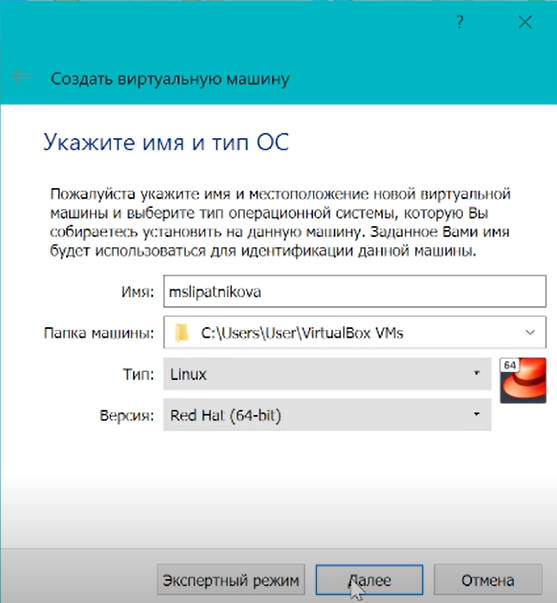 ?
Создать виртуальную машину
Укажите имя и тип ОС
Пожалуйста укажите имя и местоположение новой виртуальной
машины и выберите тип операционной системы, которую Вы
собираетесь установить на данную машину. Заданное Вами имя
будет использоваться для идентификации данной машины.
Имя: mslipatnikova
Папка машины: C:\Users\User\VirtualBox VMs
Тип: Linux
64
Версия: Red Hat (64-bit)
Экспертный режим Далее Отмена